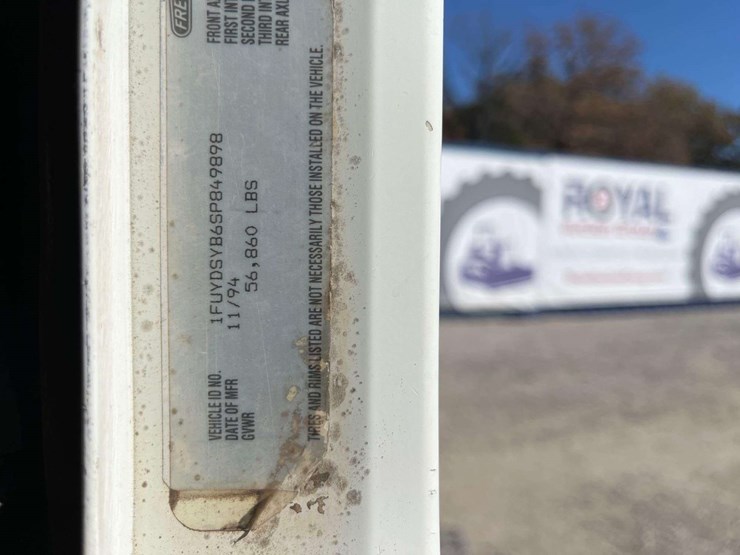 FRE
FRONT A
FIRST INT
SECOND I
THIRD IN
REAR AXL
VEHICLE ID NO. 1FUYDSYB6SP849898
DATE OF MFR 11/94
GVWR 56,860 LBS
TIRES AND RIMS LISTED ARE NOT NECESSARILY THOSE INSTALLED ON THE VEHICLE.
ROYAL